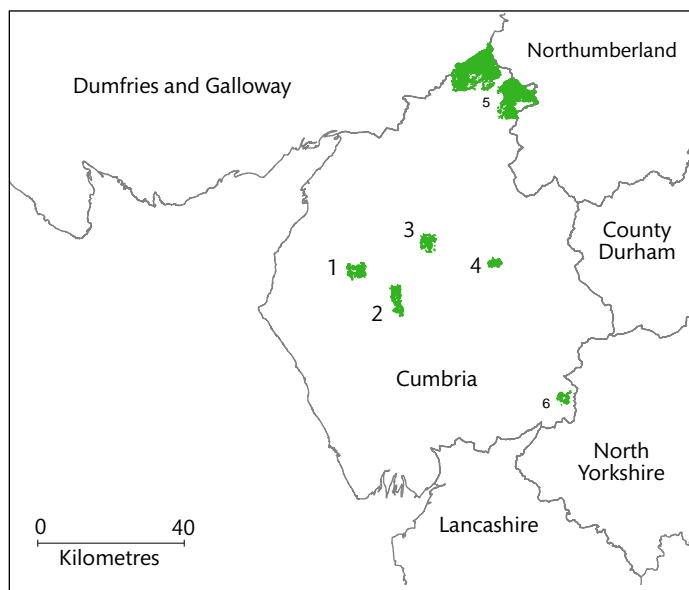 Northumberland
Dumfries and Galloway
5
County
Durham
3
1
4
2
Cumbria
6
North
Yorkshire
0 40
Kilometres
Lancashire